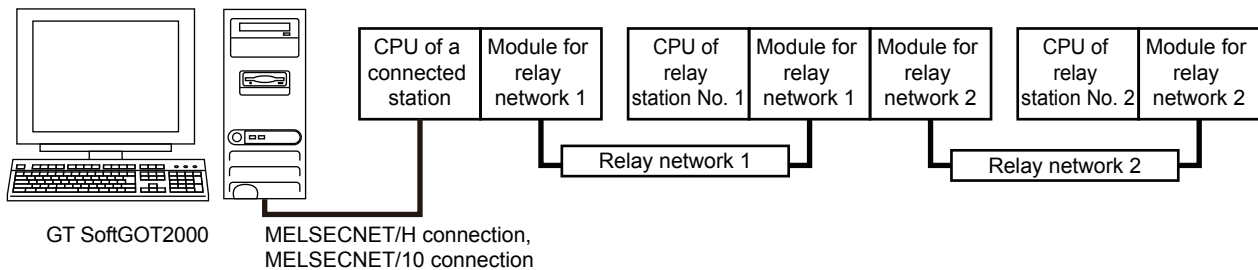 CPU of a
connected
station
Module for
relay
network 1
CPU of
relay
station No. 1
Module for
relay
network 1
Module for
relay
network 2
CPU of
relay
station No. 2
Module for
relay
network 2
Relay network 1
Relay network 2
GT SoftGOT2000
MELSECNET/H connection,
MELSECNET/10 connection